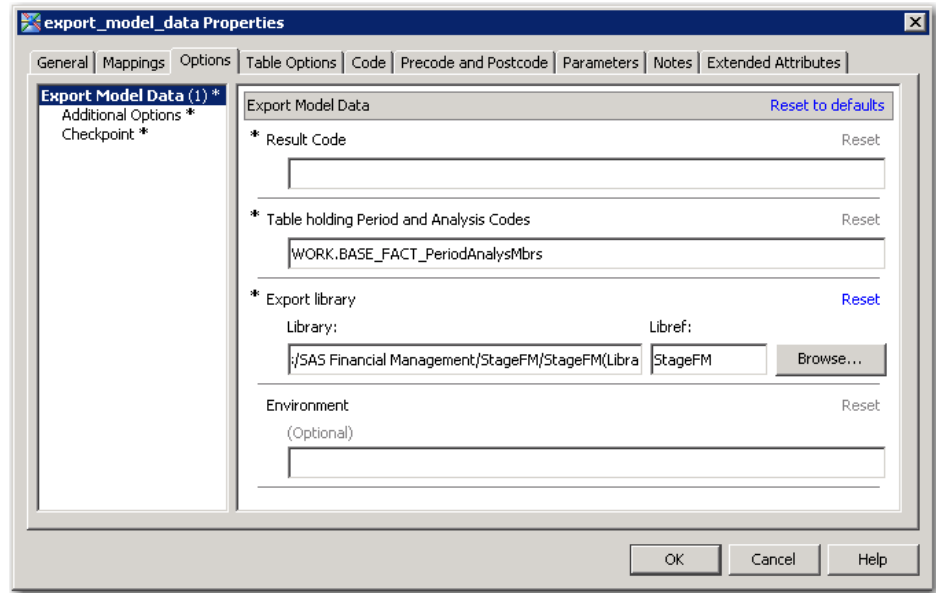 export_model_data Properties
General Mappings Options Table Options Code Precode and Postcode Parameters Notes Extended Attributes
Export Model Data (1) *
Additional Options *
Checkpoint *
Export Model Data Reset to defaults
* Result Code Reset
* Table holding Period and Analysis Codes Reset
WORK.BASE_FACT_PeriodAnalysMbrs
* Export library Reset
Library: Libref:
:/SAS Financial Management/StageFM/StageFM(Libra StageFM Browse...
Environment Reset
(Optional)
OK Cancel Help